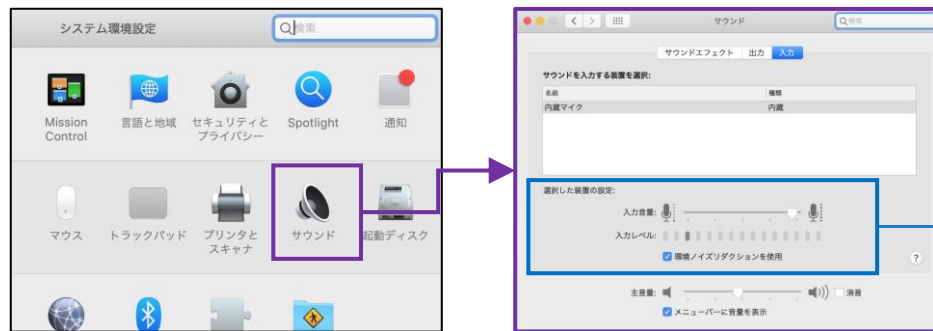 システム環境設定
検索
Mission
Control
言語と地域
セキュリティと
プライバシー
Spotlight
通知
マウス
トラックパッド
プリンタと
スキャナ
サウンド
起動ディスク
サウンド
検索
サウンドエフェクト 出力 入力
サウンドを入力する装置を選択:
名前 種類
内蔵マイク 内蔵
選択した装置の設定:
入力音量:
入力レベル:
環境ノイズリダクションを使用
?
主音量: 消音
メニューバーに音量を表示